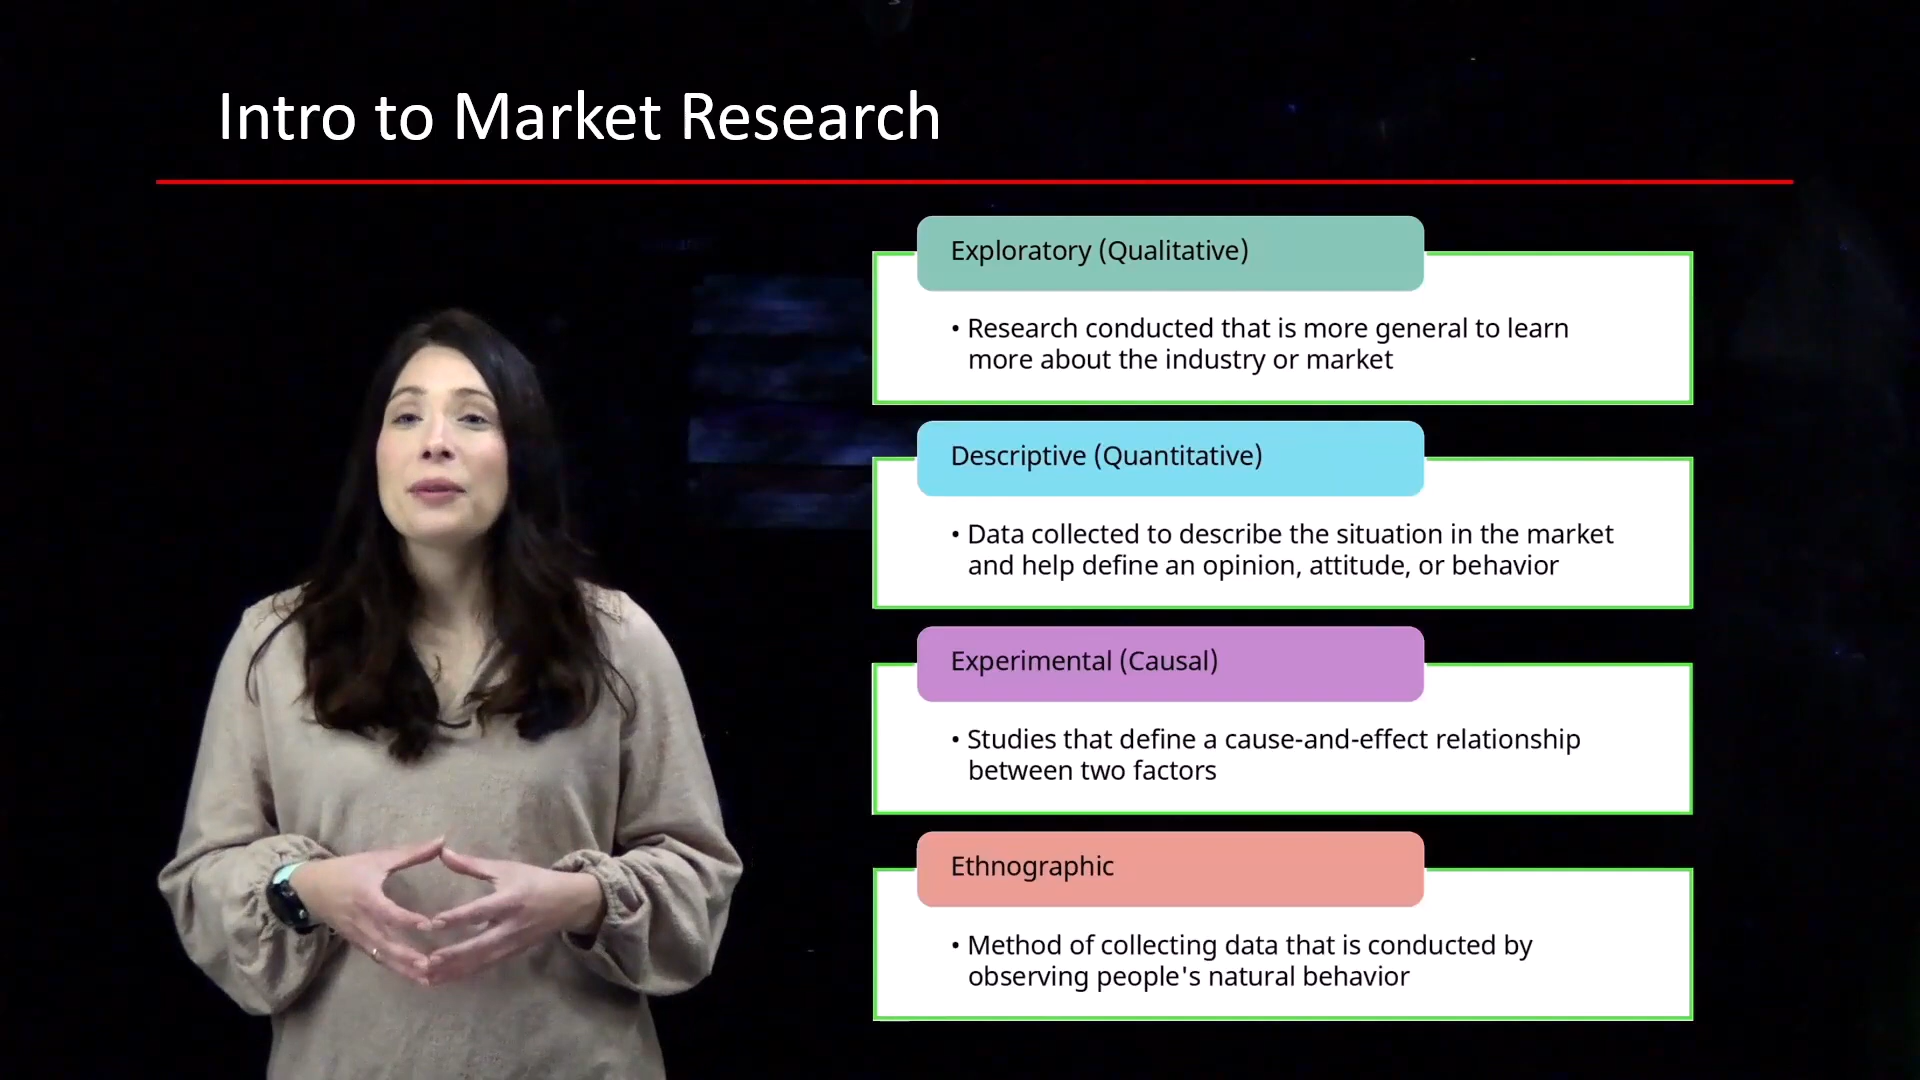 Intro to Market Research
Exploratory (Qualitative)
• Research conducted that is more general to learn
more about the industry or market
Descriptive (Quantitative)
• Data collected to describe the situation in the market
and help define an opinion, attitude, or behavior
Experimental (Causal)
• Studies that define a cause-and-effect relationship
between two factors
Ethnographic
• Method of collecting data that is conducted by
observing people's natural behavior